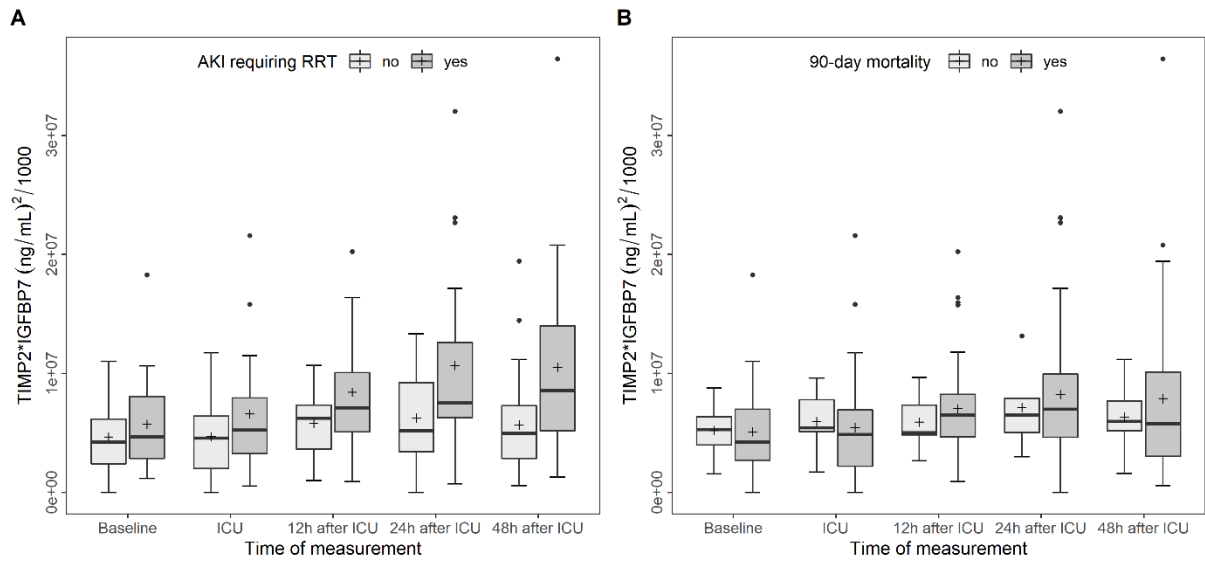 A
AKI requiring RRT no yes
TIMP2*IGFBP7 (ng/mL)²/1000
3e+07
2e+07
1e+07
0e+00
Baseline ICU 12h after ICU 24h after ICU 48h after ICU
Time of measurement
B
90-day mortality no yes
TIMP2*IGFBP7 (ng/mL)²/1000
3e+07
2e+07
1e+07
0e+00
Baseline ICU 12h after ICU 24h after ICU 48h after ICU
Time of measurement